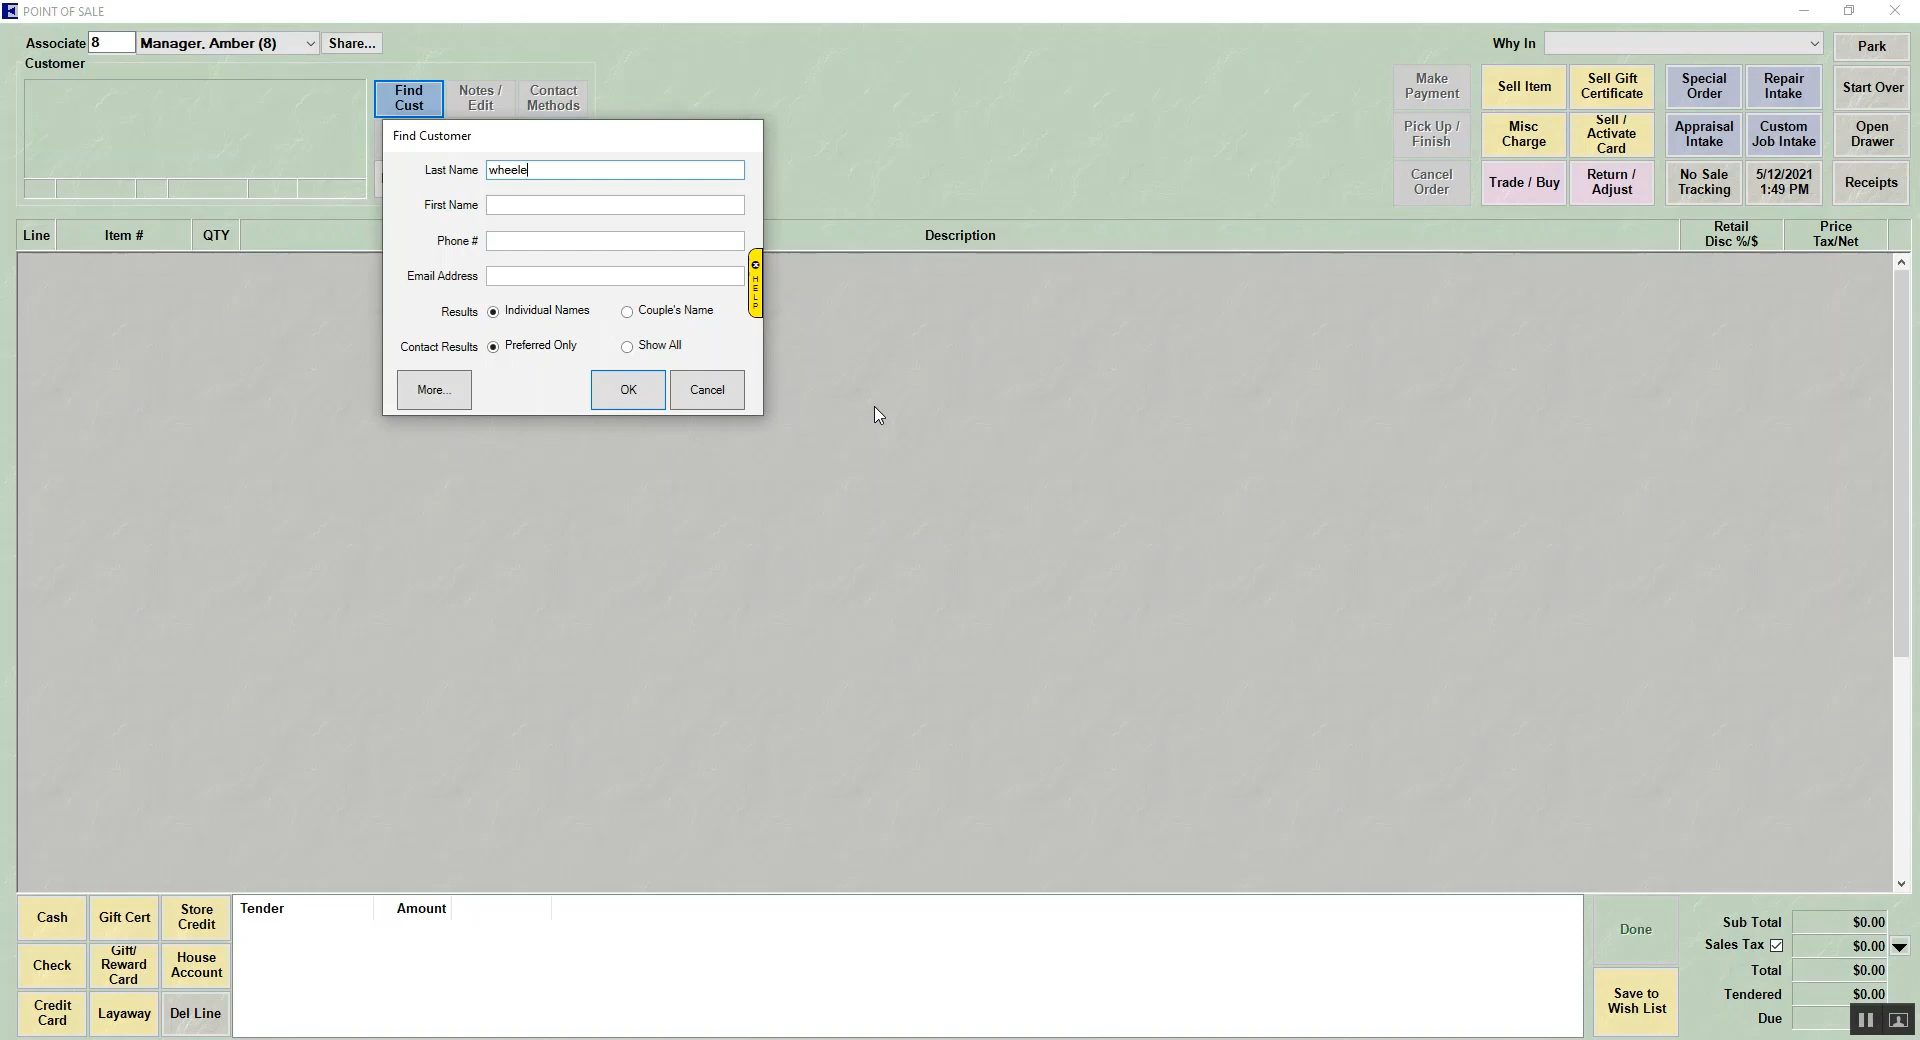 POINT OF SALE
Associate 8 Manager, Amber (8) Share...
Why In
Park
Customer
Find Cust
Notes / Edit
Contact Methods
Make Payment
Sell Item
Sell Gift Certificate
Special Order
Repair Intake
Start Over
Pick Up / Finish
Misc Charge
Sell / Activate Card
Appraisal Intake
Custom Job Intake
Open Drawer
Cancel Order
Trade / Buy
Return / Adjust
No Sale Tracking
5/12/2021 1:49 PM
Receipts
Find Customer
Last Name wheele
First Name
Phone #
Email Address
Results Individual Names Couple's Name
Contact Results Preferred Only Show All
More... OK Cancel
HELP
Line Item # QTY Description Retail Disc %/$ Price Tax/Net
Cash
Gift Cert
Store Credit
Check
Gift/ Reward Card
House Account
Credit Card
Layaway
Del Line
Tender Amount
Done
Save to Wish List
Sub Total $0.00
Sales Tax $0.00
Total $0.00
Tendered $0.00
Due